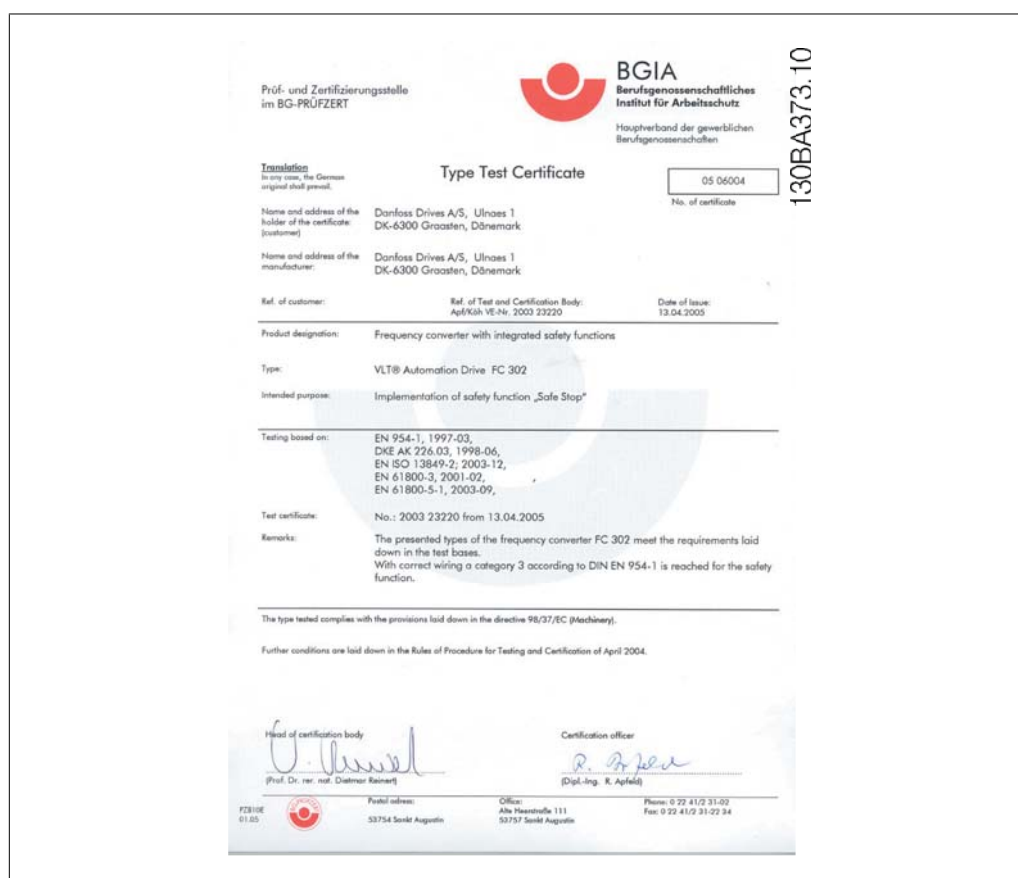 130BA373.10
Prüf- und Zertifizierungsstelle
im BG-PRÜFZERT
BGIA
Berufsgenossenschaftliches
Institut für Arbeitsschutz
Hauptverband der gewerblichen
Berufsgenossenschaften
Translation
In any case, the German
original shall prevail.
Type Test Certificate
05 06004
No. of certificate
Name and address of the
holder of the certificate:
(customer)
Danfoss Drives A/S, Ulnaes 1
DK-6300 Graasten, Dänemark
Name and address of the
manufacturer:
Danfoss Drives A/S, Ulnaes 1
DK-6300 Graasten, Dänemark
Ref. of customer:
Ref. of Test and Certification Body:
Apf/Köh VE-Nr. 2003 23220
Date of Issue:
13.04.2005
Product designation:
Frequency converter with integrated safety functions
Type:
VLT® Automation Drive FC 302
Intended purpose:
Implementation of safety function „Safe Stop"
Testing based on:
EN 954-1, 1997-03,
DKE AK 226.03, 1998-06,
EN ISO 13849-2; 2003-12,
EN 61800-3, 2001-02,
EN 61800-5-1, 2003-09,
Test certificate:
No.: 2003 23220 from 13.04.2005
Remarks:
The presented types of the frequency converter FC 302 meet the requirements laid
down in the test bases.
With correct wiring a category 3 according to DIN EN 954-1 is reached for the safety
function.
The type tested complies with the provisions laid down in the directive 98/37/EC (Machinery).
Further conditions are laid down in the Rules of Procedure for Testing and Certification of April 2004.
Head of certification body
(Prof. Dr. rer. nat. Dietmar Reinert)
Certification officer
R. Apfeld
(Dipl.-Ing. R. Apfeld)
PZB10E
01.05
Postal adress:
53754 Sankt Augustin
Office:
Alte Heerstraße 111
53757 Sankt Augustin
Phone: 0 22 41/2 31-02
Fax: 0 22 41/2 31-22 34